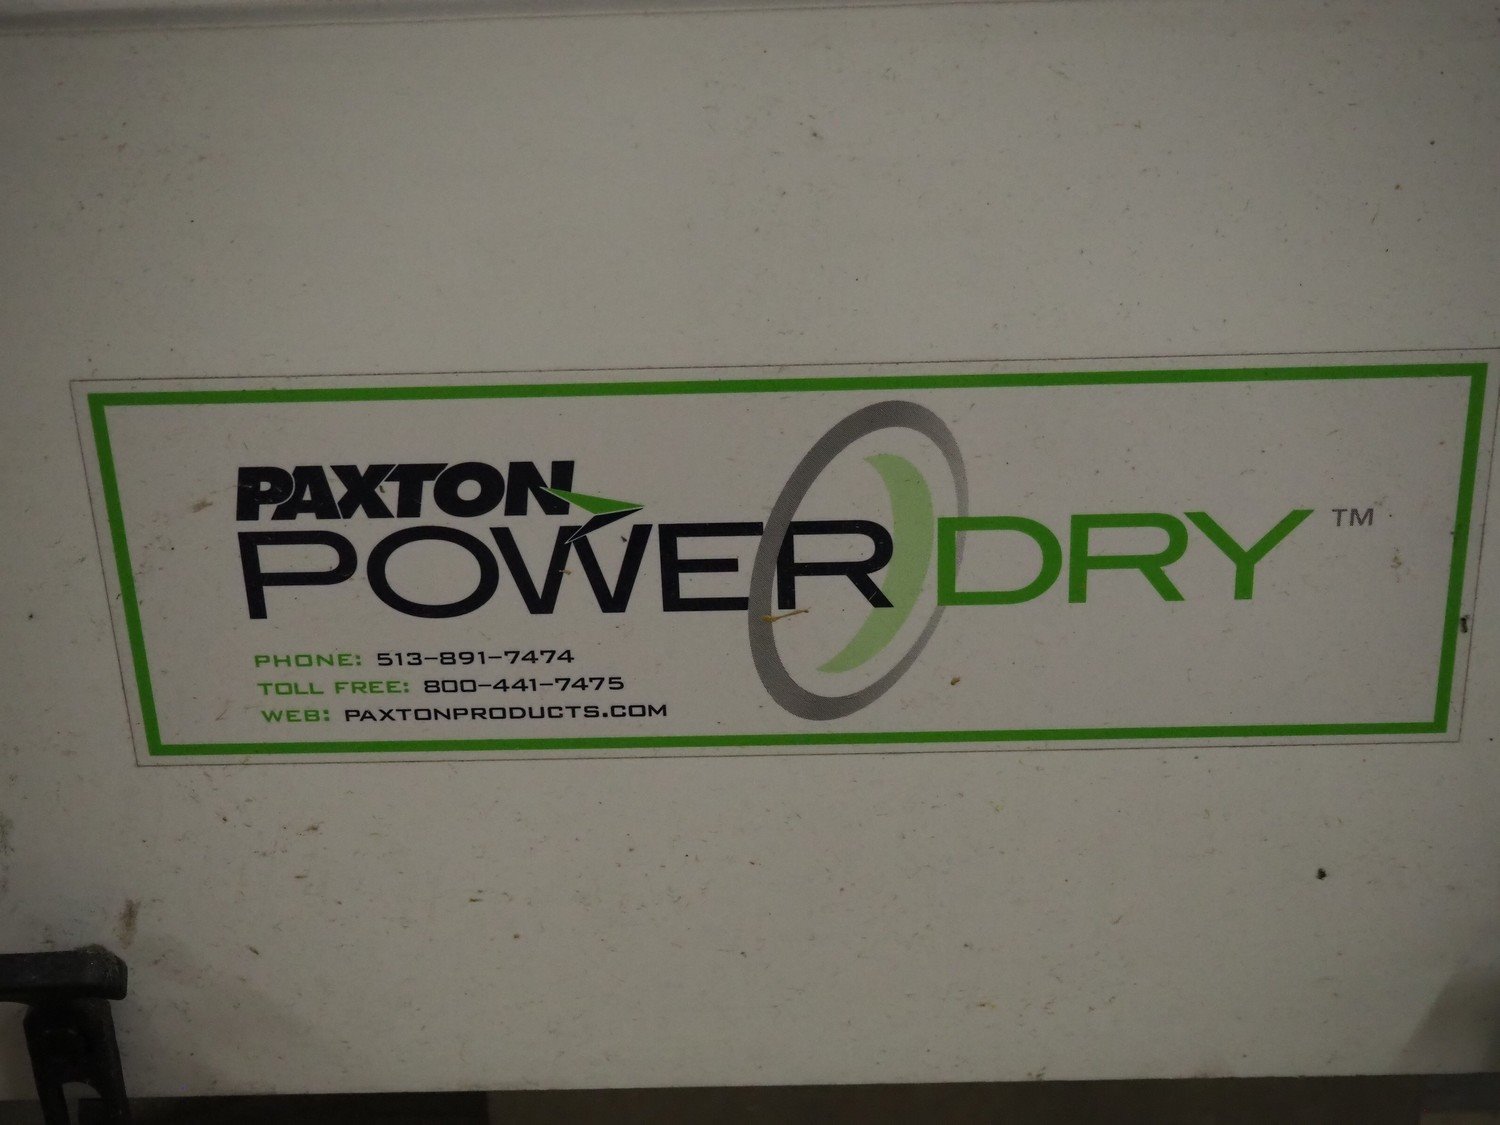 PAXTON
POWERDRY™
PHONE: 513-891-7474
TOLL FREE: 800-441-7475
WEB: PAXTONPRODUCTS.COM